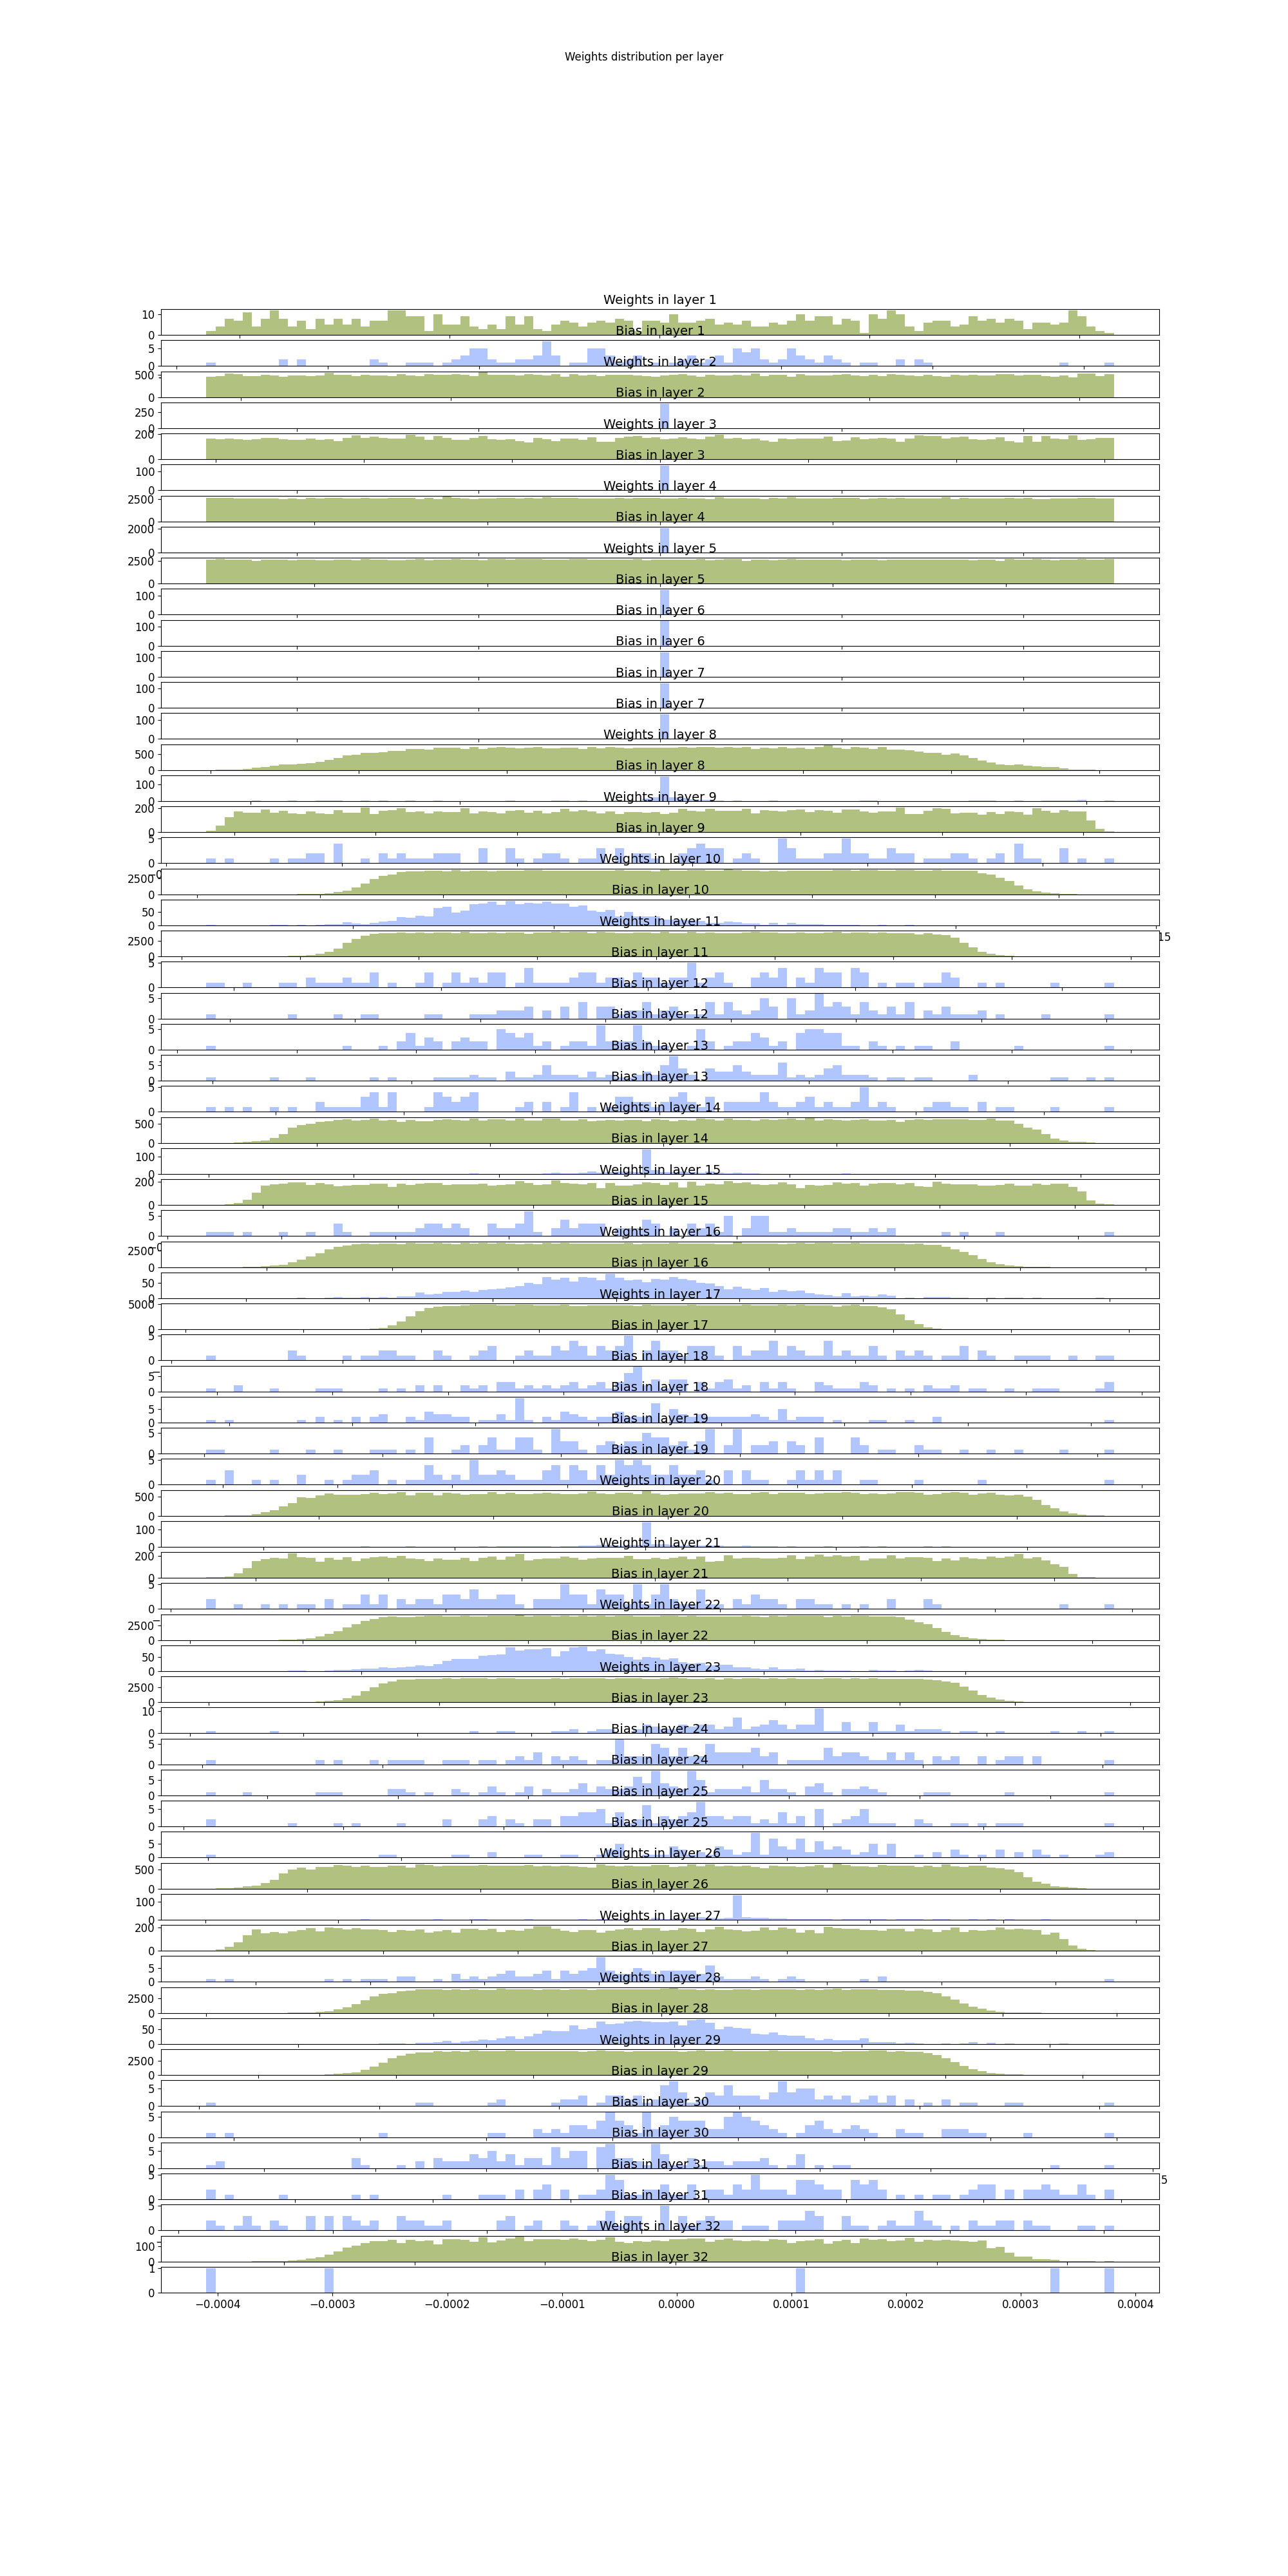 Weights distribution per layer
Weights in layer 1
10
0
Bias in layer 1
5
0
Weights in layer 2
500
0
Bias in layer 2
250
0
Weights in layer 3
200
0
Bias in layer 3
100
0
Weights in layer 4
2500
0
Bias in layer 4
2000
0
Weights in layer 5
2500
0
Bias in layer 5
100
0
Bias in layer 6
100
0
Bias in layer 6
100
0
Bias in layer 7
100
0
Bias in layer 7
100
0
Weights in layer 8
500
0
Bias in layer 8
100
0
Weights in layer 9
200
0
Bias in layer 9
5
0
Weights in layer 10
2500
0
Bias in layer 10
50
0
Weights in layer 11
15
2500
0
Bias in layer 11
5
0
Bias in layer 12
5
0
Bias in layer 12
5
0
Bias in layer 13
5
0
Bias in layer 13
5
0
Weights in layer 14
500
0
Bias in layer 14
100
0
Weights in layer 15
200
0
Bias in layer 15
5
0
Weights in layer 16
2500
0
Bias in layer 16
50
0
Weights in layer 17
5000
0
Bias in layer 17
5
0
Bias in layer 18
5
0
Bias in layer 18
5
0
Bias in layer 19
5
0
Bias in layer 19
5
0
Weights in layer 20
500
0
Bias in layer 20
100
0
Weights in layer 21
200
0
Bias in layer 21
5
0
Weights in layer 22
2500
0
Bias in layer 22
50
0
Weights in layer 23
2500
0
Bias in layer 23
10
0
Bias in layer 24
5
0
Bias in layer 24
5
0
Bias in layer 25
5
0
Bias in layer 25
5
0
Weights in layer 26
500
0
Bias in layer 26
100
0
Weights in layer 27
200
0
Bias in layer 27
5
0
Weights in layer 28
2500
0
Bias in layer 28
50
0
Weights in layer 29
2500
0
Bias in layer 29
5
0
Bias in layer 30
5
0
Bias in layer 30
5
0
Bias in layer 31
5
5
0
Bias in layer 31
5
0
Weights in layer 32
100
0
Bias in layer 32
1
0
−0.0004 −0.0003 −0.0002 −0.0001 0.0000 0.0001 0.0002 0.0003 0.0004